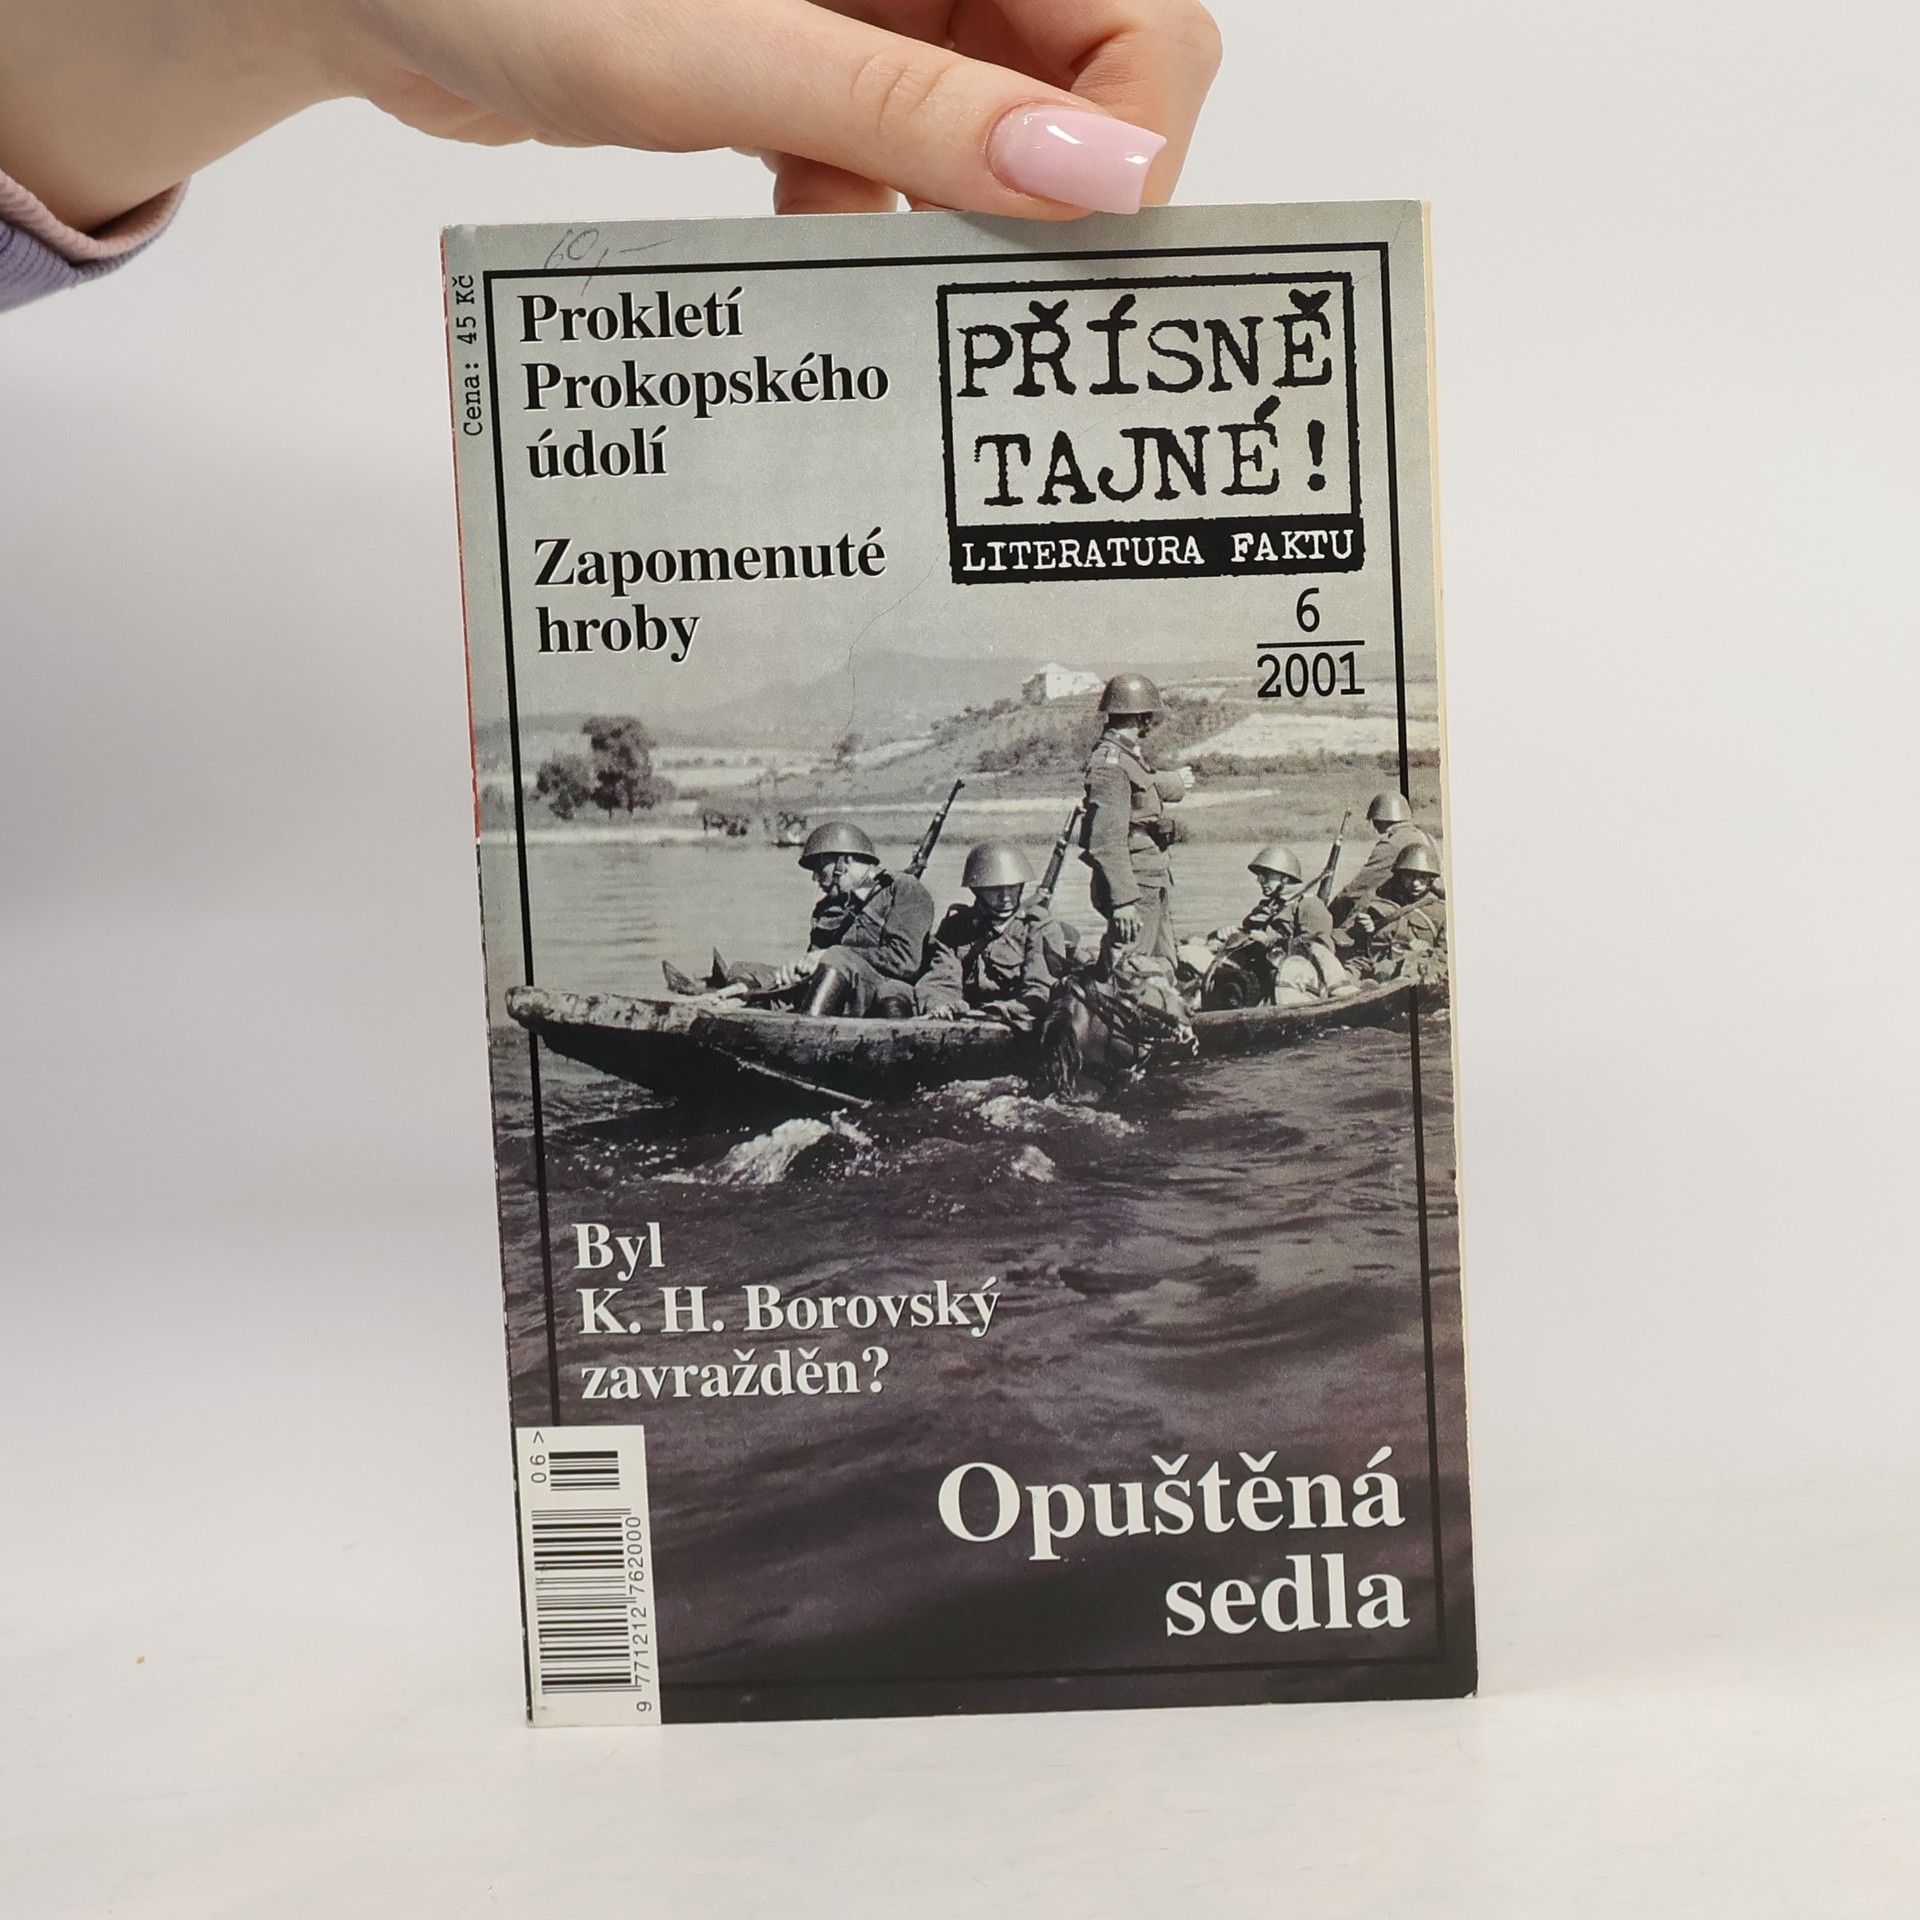 60,-
Cena: 45 Kč
Prokletí
Prokopského
údolí
Zapomenuté
hroby
PŘÍSNĚ
TAJNÉ!
LITERATURA FAKTU
6
2001
Byl
K. H. Borovský
zavražděn?
Opuštěná
sedla
06 >
9 771212 762000